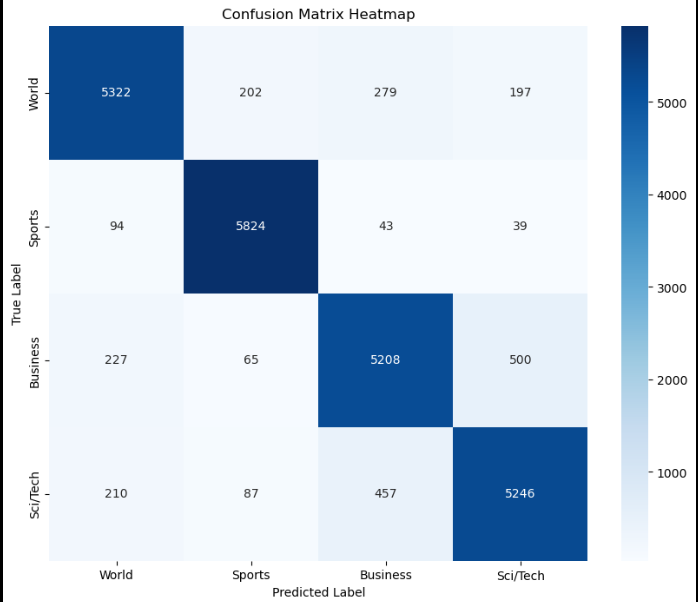 Confusion Matrix Heatmap
World 5322 202 279 197
Sports 94 5824 43 39
Business 227 65 5208 500
Sci/Tech 210 87 457 5246
True Label
World Sports Business Sci/Tech
Predicted Label
5000
4000
3000
2000
1000